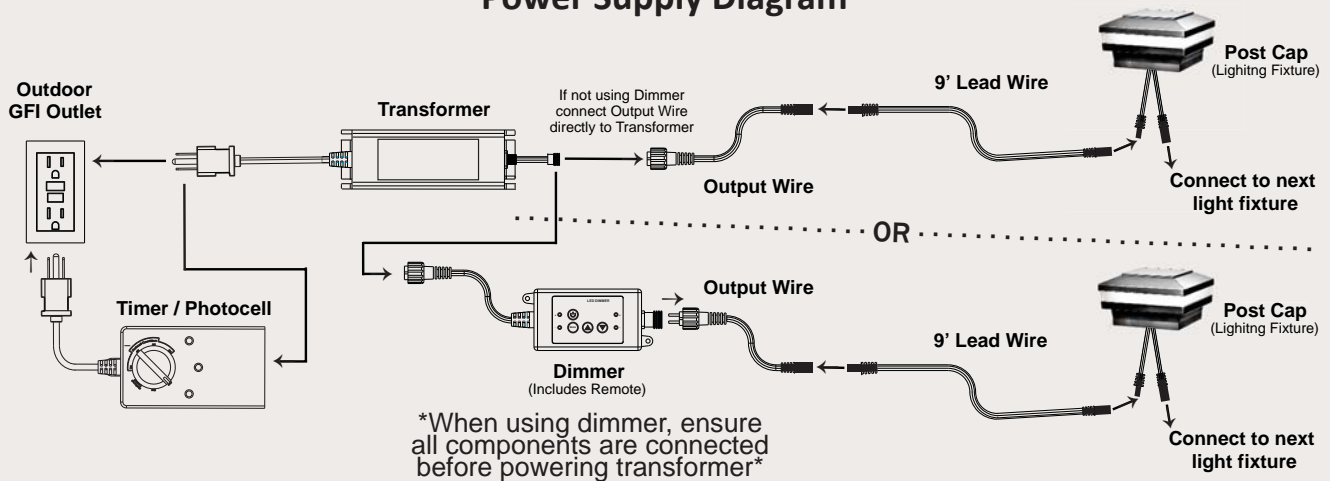 Power Supply Diagram
Outdoor
GFI Outlet
Transformer
If not using Dimmer
connect Output Wire
directly to Transformer
Output Wire
9' Lead Wire
Post Cap
(Lighitng Fixture)
Connect to next
light fixture
OR
Timer / Photocell
LED DIMMER
Dimmer
(Includes Remote)
Output Wire
9' Lead Wire
Post Cap
(Lighitng Fixture)
Connect to next
light fixture
*When using dimmer, ensure
all components are connected
before powering transformer*